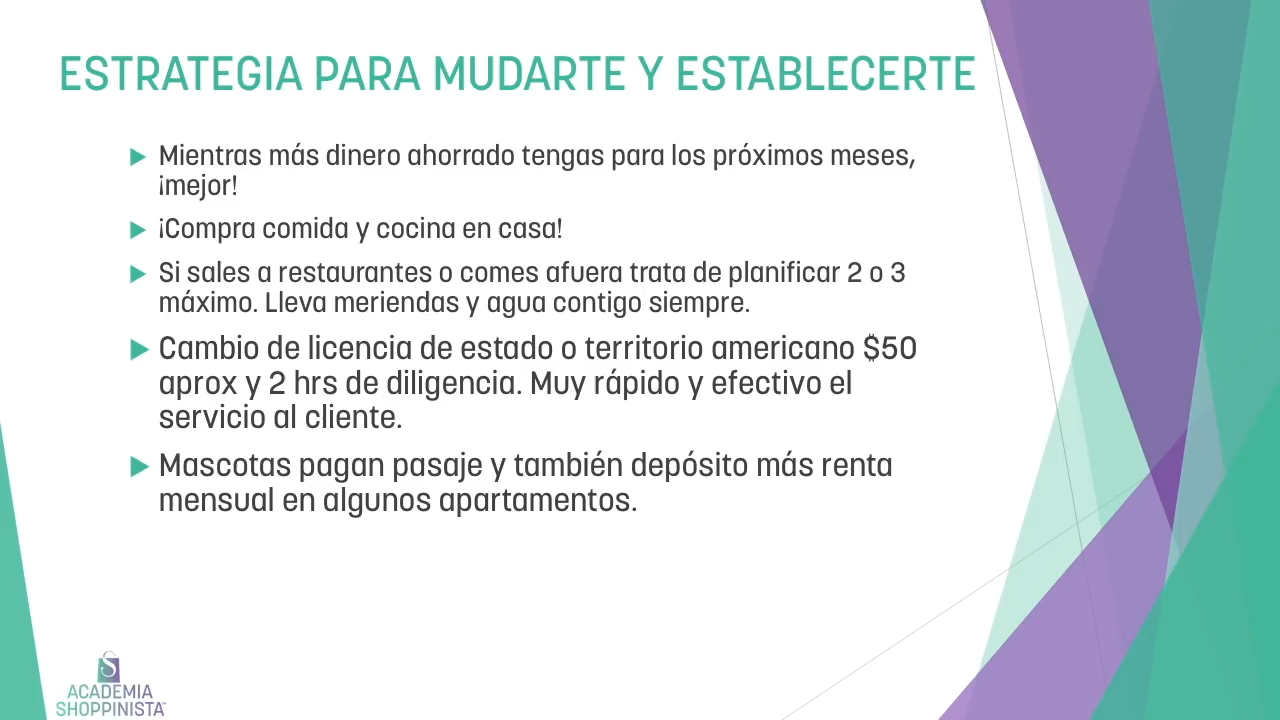 ESTRATEGIA PARA MUDARTE Y ESTABLECERTE
Mientras más dinero ahorrado tengas para los próximos meses,
¡mejor!
¡Compra comida y cocina en casa!
Si sales a restaurantes o comes afuera trata de planificar 2 o 3
máximo. Lleva meriendas y agua contigo siempre.
Cambio de licencia de estado o territorio americano $50
aprox y 2 hrs de diligencia. Muy rápido y efectivo el
servicio al cliente.
Mascotas pagan pasaje y también depósito más renta
mensual en algunos apartamentos.
S
ACADEMIA
SHOPPINISTA™